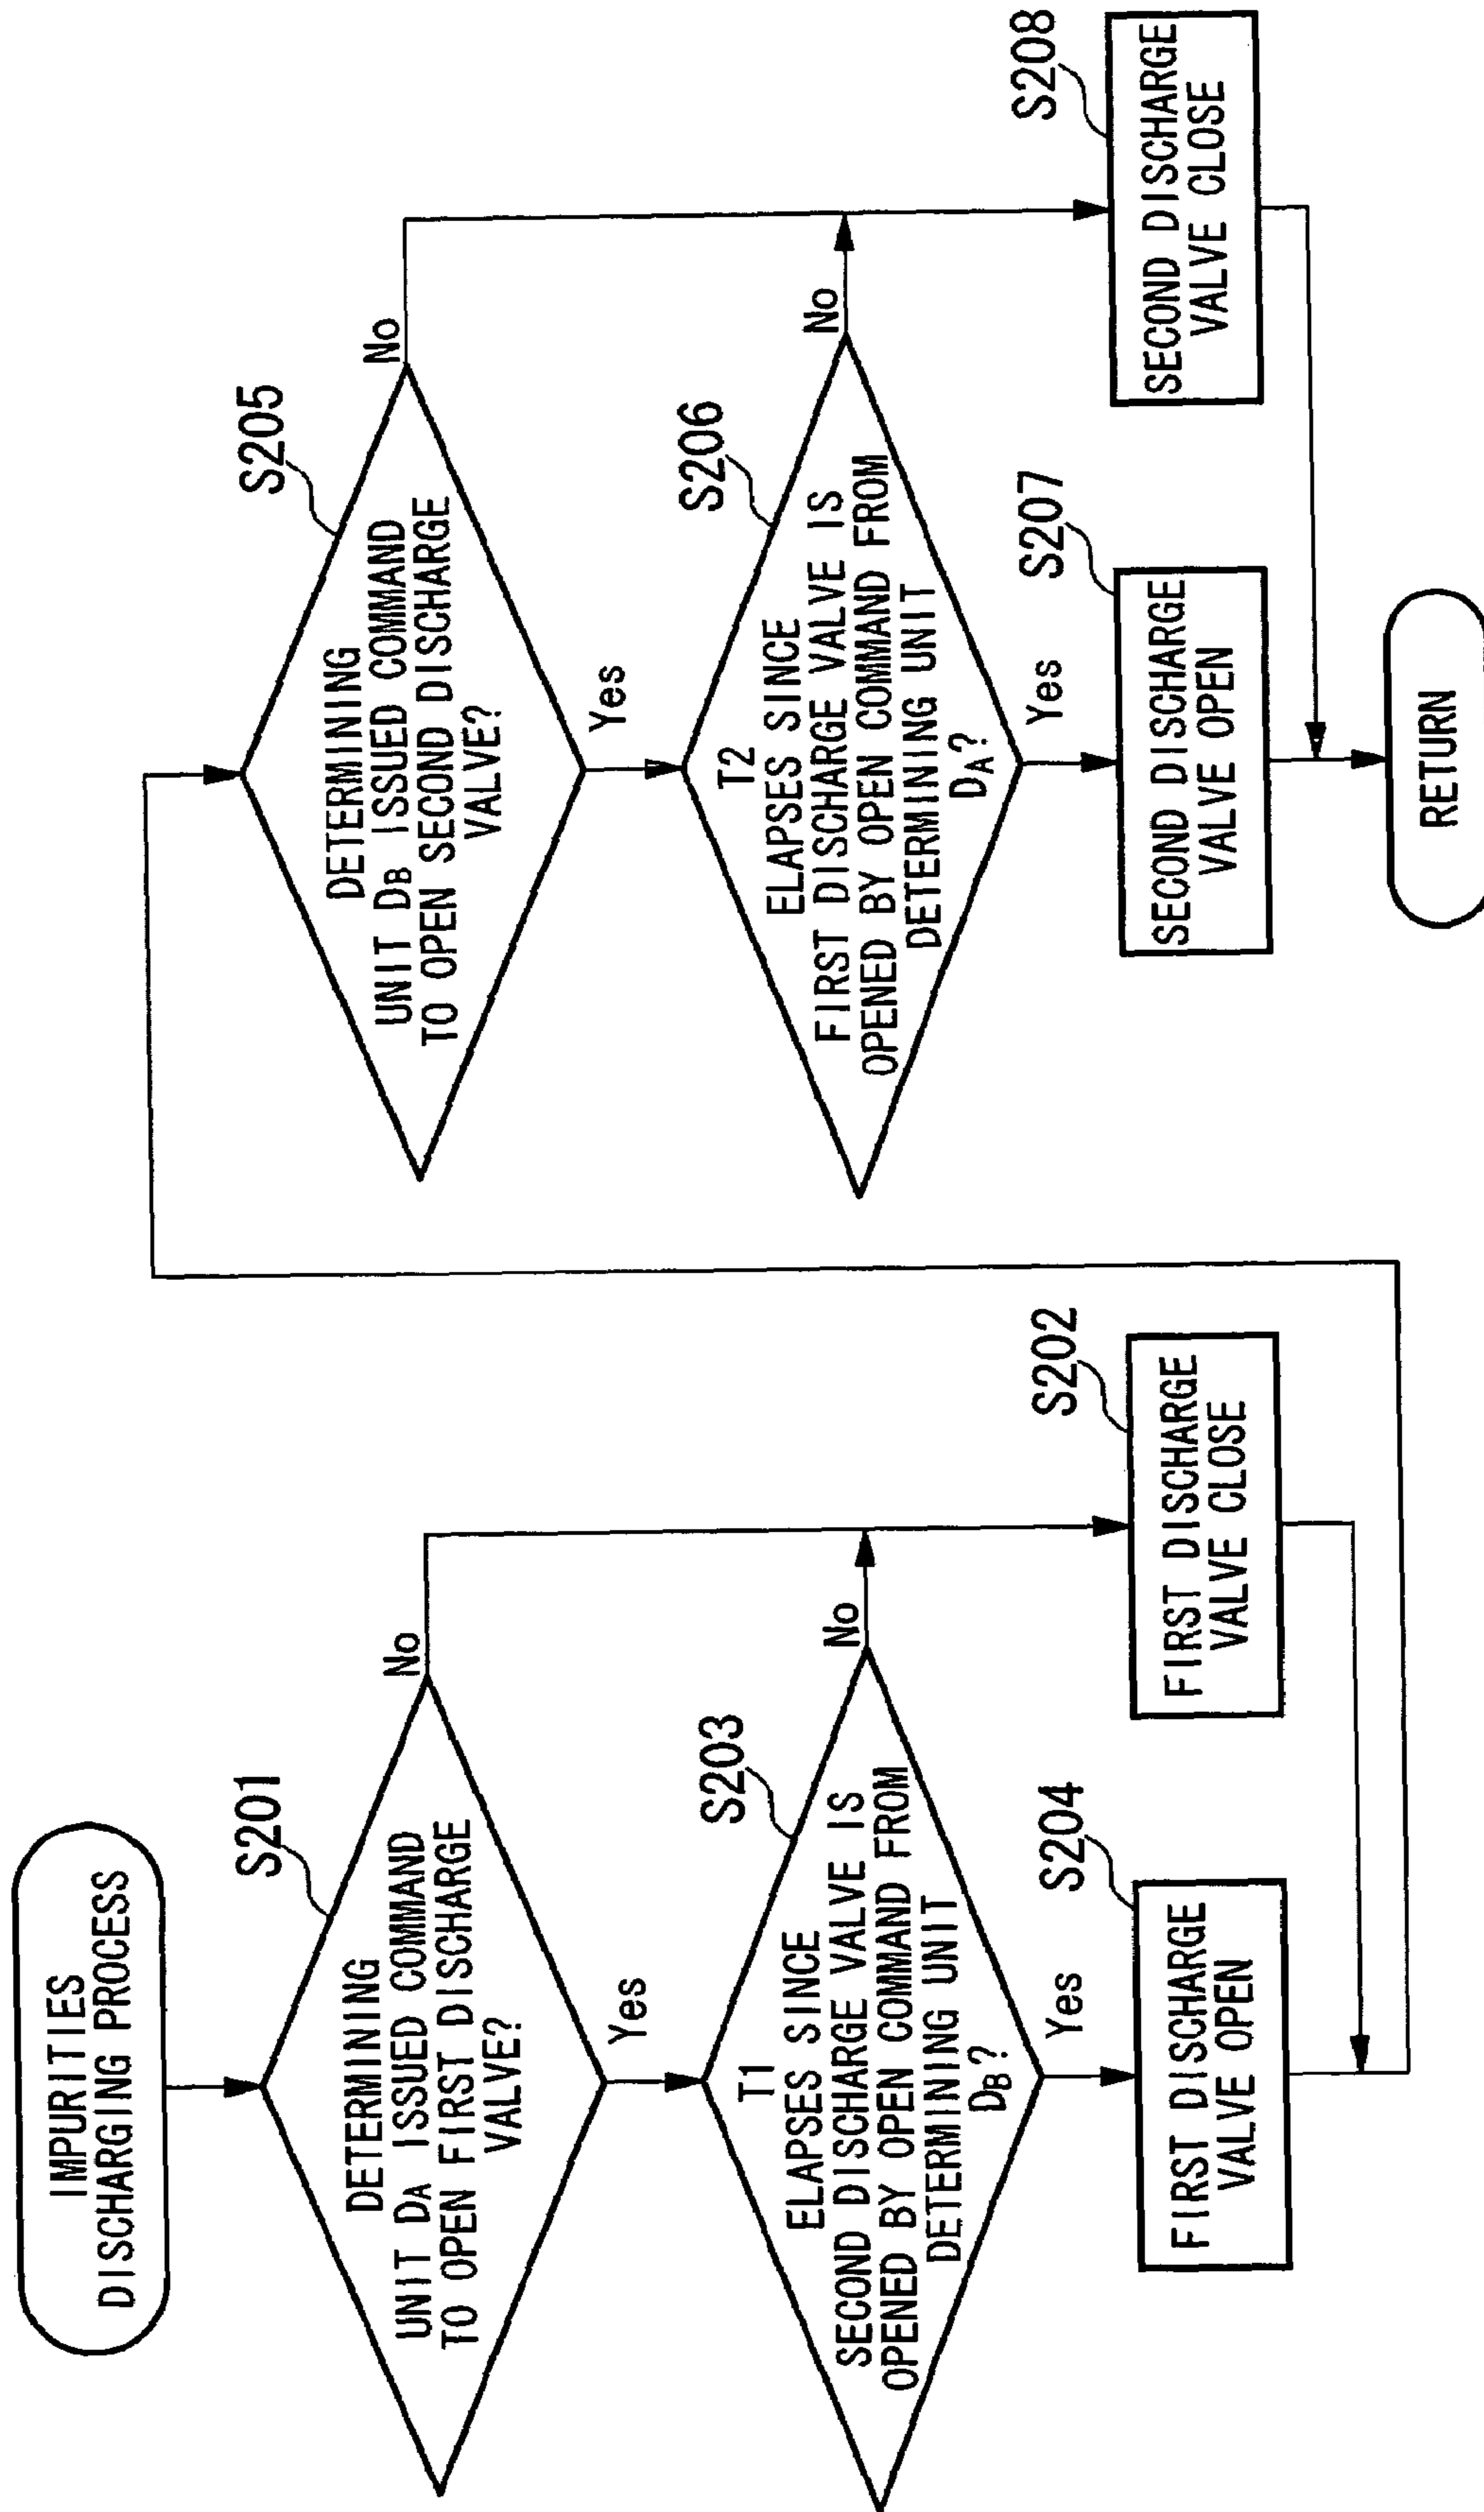 IMPURITIES
DISCHARGING PROCESS
S201
DETERMINING
UNIT DA ISSUED COMMAND
TO OPEN FIRST DISCHARGE
VALVE?
No
Yes
S203
T1
ELAPSES SINCE
SECOND DISCHARGE VALVE IS
OPENED BY OPEN COMMAND FROM
DETERMINING UNIT
DB?
No
Yes
S204
FIRST DISCHARGE
VALVE OPEN
S202
FIRST DISCHARGE
VALVE CLOSE
S205
DETERMINING
UNIT DB ISSUED COMMAND
TO OPEN SECOND DISCHARGE
VALVE?
No
Yes
S206
T2
ELAPSES SINCE
FIRST DISCHARGE VALVE IS
OPENED BY OPEN COMMAND FROM
DETERMINING UNIT
DA?
No
Yes
S207
SECOND DISCHARGE
VALVE OPEN
S208
SECOND DISCHARGE
VALVE CLOSE
RETURN